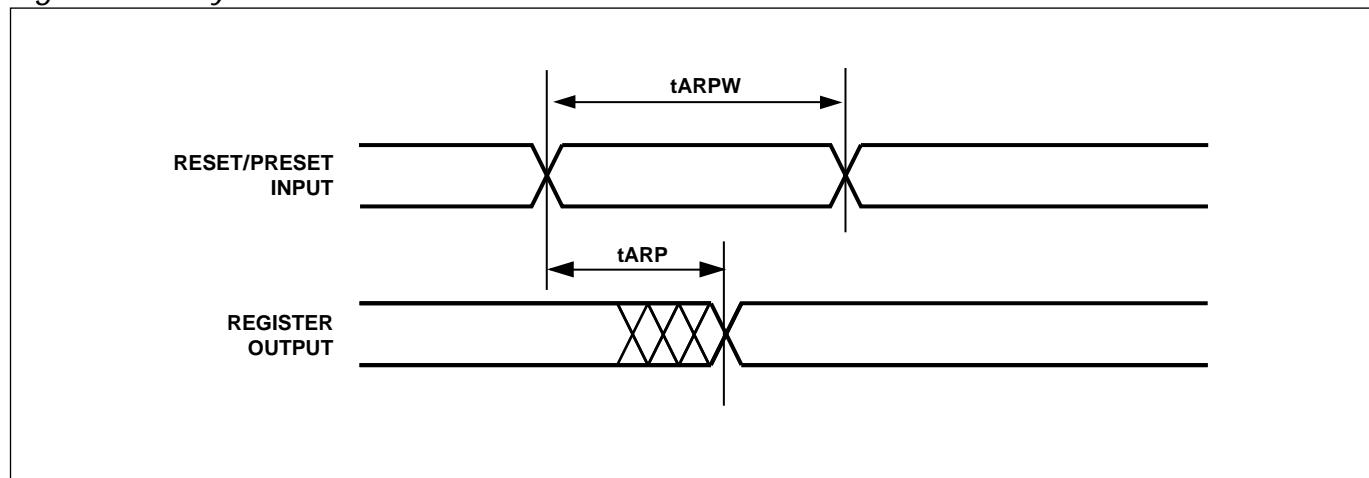 tARPW
RESET/PRESET
INPUT
tARP
REGISTER
OUTPUT